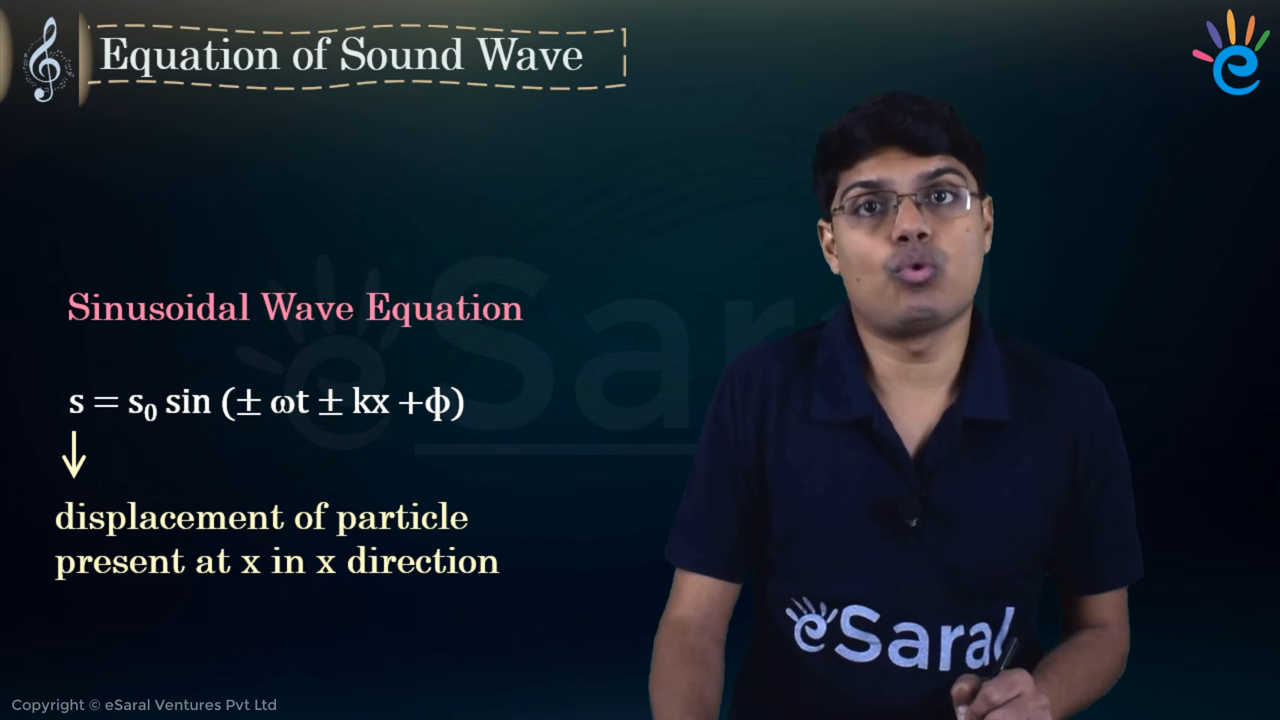 Equation of Sound Wave
Sinusoidal Wave Equation
s = s₀ sin (± ωt ± kx +ϕ)
displacement of particle
present at x in x direction
eSaral
Copyright © eSaral Ventures Pvt Ltd